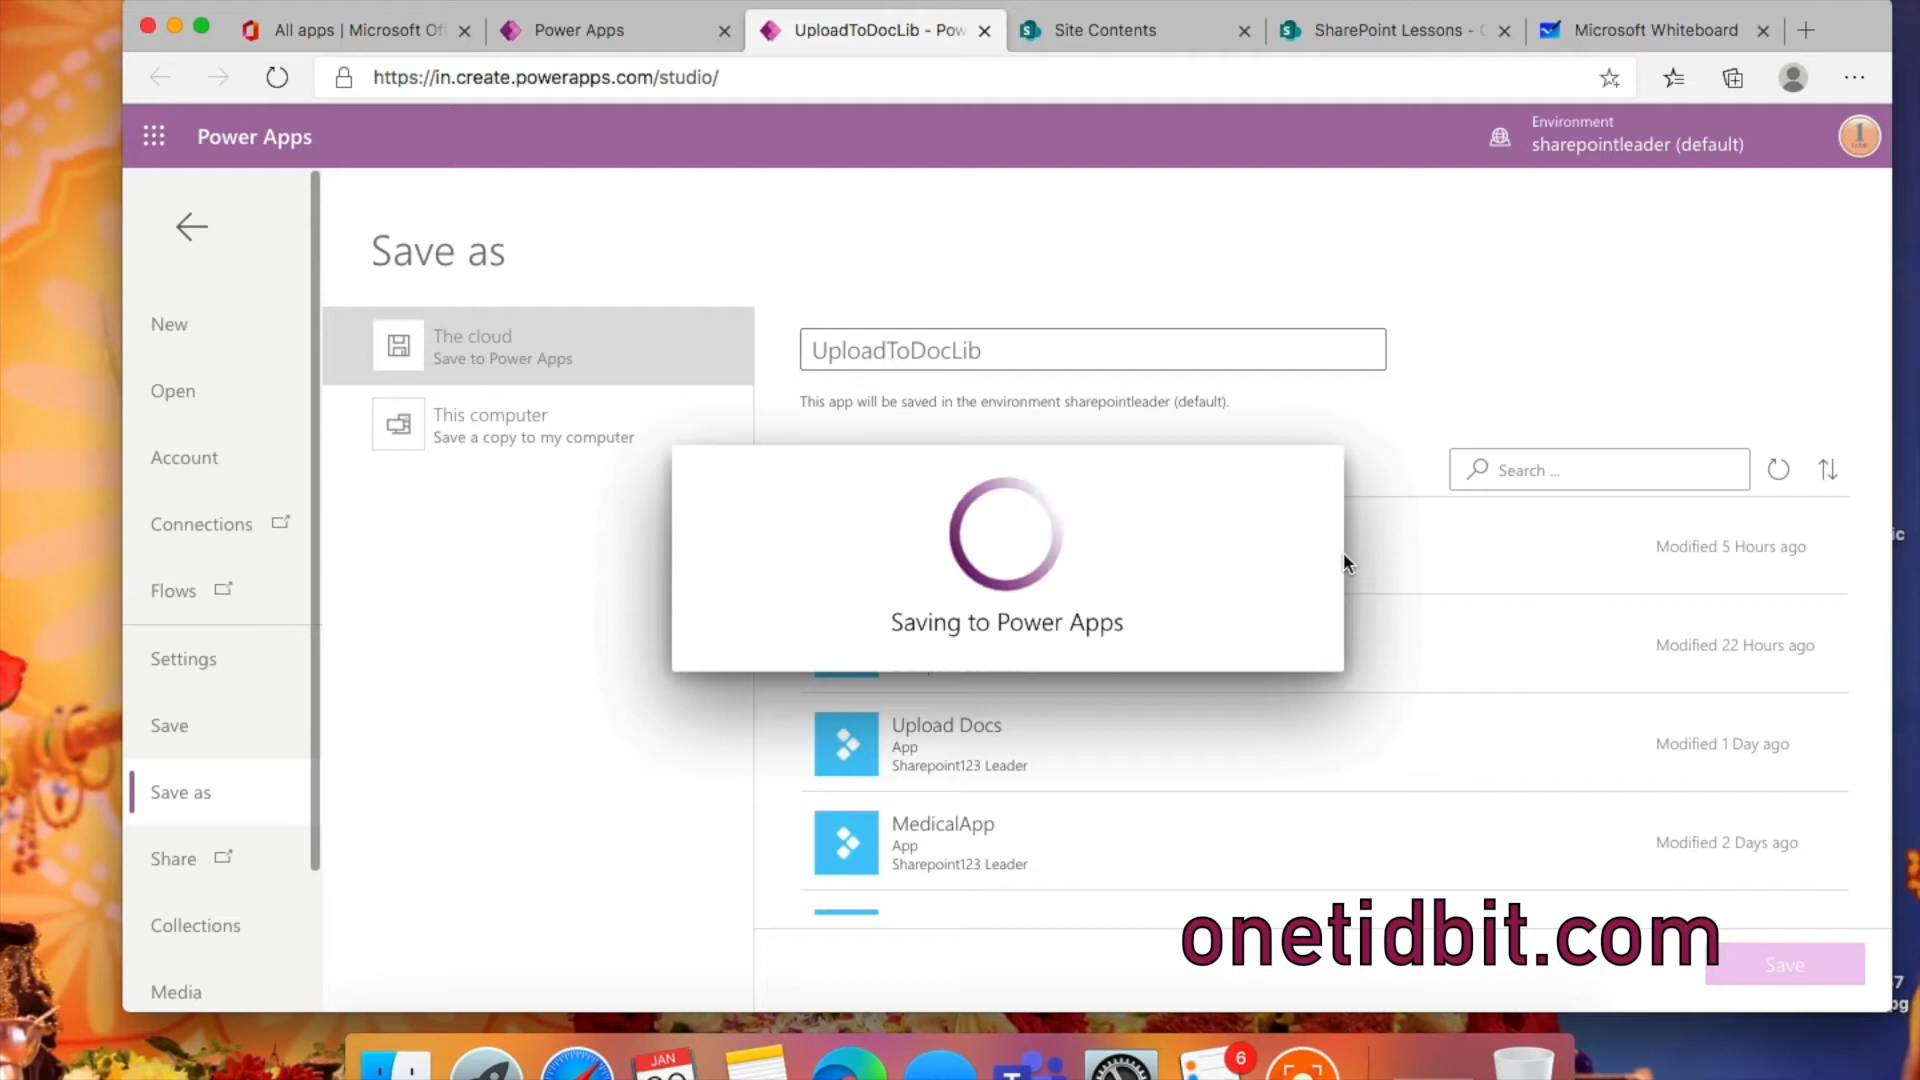 All apps | Microsoft Of
Power Apps
UploadToDocLib - Pow
Site Contents
SharePoint Lessons -
Microsoft Whiteboard
https://in.create.powerapps.com/studio/
Power Apps
Environment
sharepointleader (default)
1
Save as
New
Open
Account
Connections
Flows
Settings
Save
Save as
Share
Collections
Media
The cloud
Save to Power Apps
This computer
Save a copy to my computer
UploadToDocLib
This app will be saved in the environment sharepointleader (default).
Search ...
Modified 5 Hours ago
Saving to Power Apps
Modified 22 Hours ago
Upload Docs
App
Sharepoint123 Leader
Modified 1 Day ago
MedicalApp
App
Sharepoint123 Leader
Modified 2 Days ago
onetidbit.com
Save
JAN
6